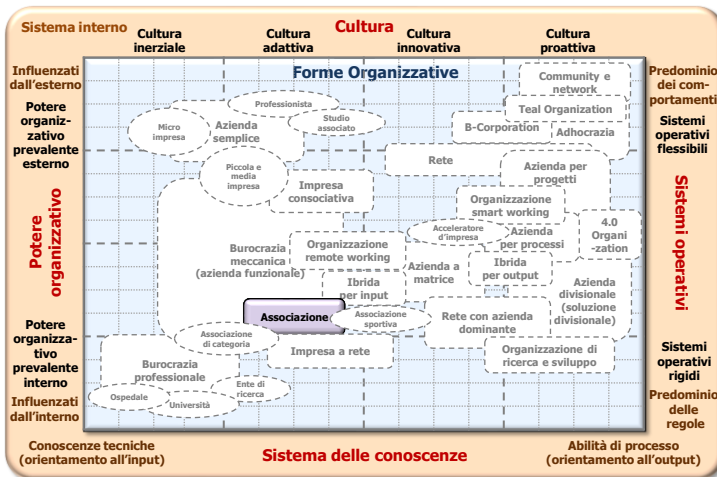 Sistema interno
Cultura
Cultura
inerziale
Cultura
adattiva
Cultura
innovativa
Cultura
proattiva
Influenzati
dall'esterno
Potere
organiz-
zativo
prevalente
esterno
Potere
organizzativo
Potere
organizza-
tivo
prevalente
interno
Influenzati
dall'interno
Forme Organizzative
Community e
network
Professionista
Teal Organization
Micro
impresa
Azienda
semplice
Studio
associato
B-Corporation
Adhocrazia
Rete
Azienda per
progetti
Piccola e
media
impresa
Impresa
consociativa
Organizzazione
smart working
4.0
Organi
-zation
Acceleratore
d'impresa
Azienda
per processi
Burocrazia
meccanica
(azienda funzionale)
Organizzazione
remote working
Azienda a
matrice
Ibrida
per output
Ibrida
per input
Azienda
divisionale
(soluzione
divisionale)
Associazione
Associazione
sportiva
Rete con azienda
dominante
Associazione
di categoria
Impresa a rete
Organizzazione di
ricerca e sviluppo
Burocrazia
professionale
Ente di
ricerca
Ospedale
Università
Predominio
dei com-
portamenti
Sistemi
operativi
flessibili
Sistemi operativi
Sistemi
operativi
rigidi
Predominio
delle
regole
Conoscenze tecniche
(orientamento all'input)
Sistema delle conoscenze
Abilità di processo
(orientamento all'output)